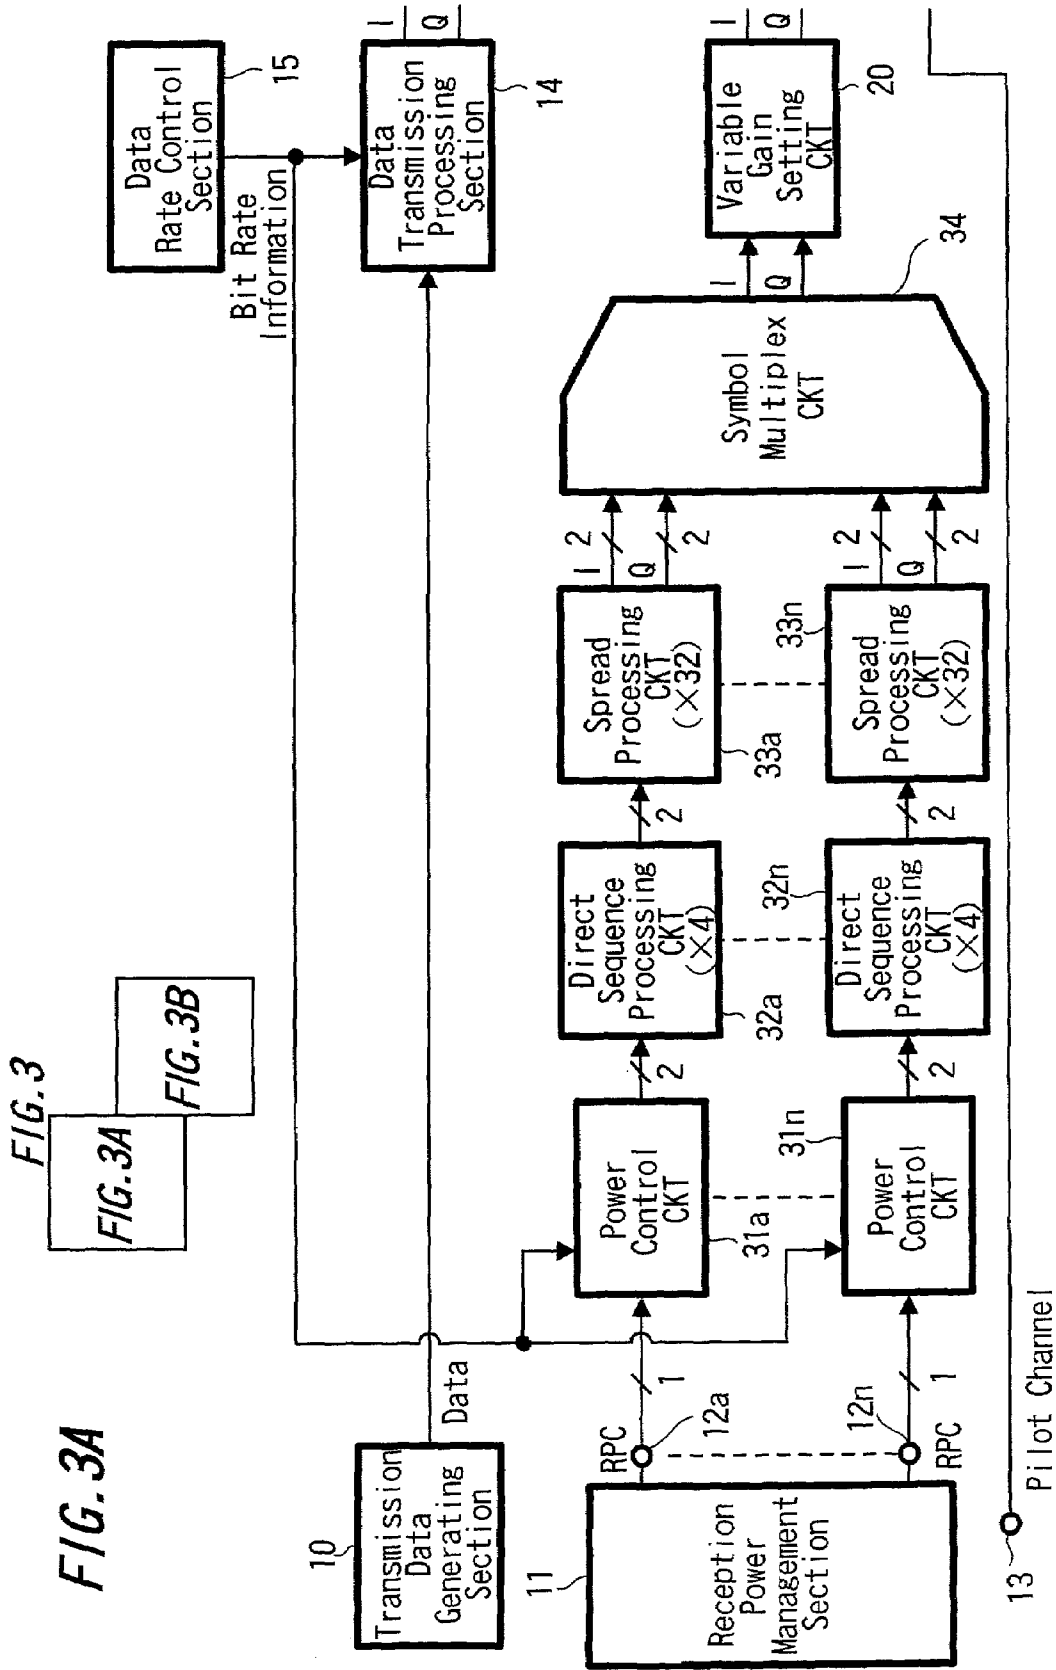 FIG. 3A
FIG. 3
FIG. 3A
FIG. 3B
10
Transmission
Data
Generating
Section
Data
Data
Rate Control
Section
15
Bit Rate
Information
Data
Transmission
Processing
Section
14
I
Q
11
Reception
Power
Management
Section
RPC
12a
1
Power
Control
CKT
31a
2
Direct
Sequence
Processing
CKT
(×4)
32a
2
Spread
Processing
CKT
(×32)
33a
I
2
Q
2
12n
RPC
1
Power
Control
CKT
31n
2
Direct
Sequence
Processing
CKT
(×4)
32n
2
Spread
Processing
CKT
(×32)
33n
I
2
Q
2
Symbol
Multiplex
CKT
34
I
Q
Variable
Gain
Setting
CKT
20
I
Q
13
Pilot Channel